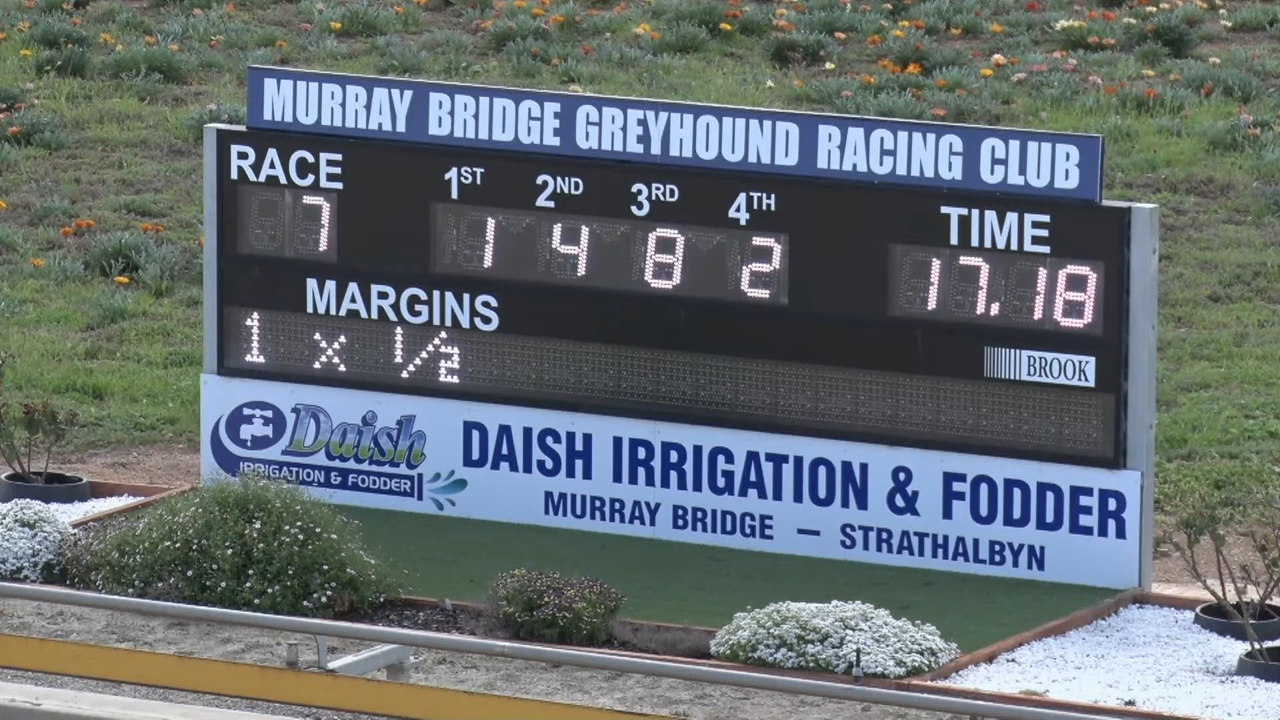 MURRAY BRIDGE GREYHOUND RACING CLUB
RACE 1ST 2ND 3RD 4TH TIME
7 1 4 8 2 17.18
MARGINS
1 x 1/2
BROOK
Daish
IRRIGATION & FODDER
DAISH IRRIGATION & FODDER
MURRAY BRIDGE – STRATHALBYN